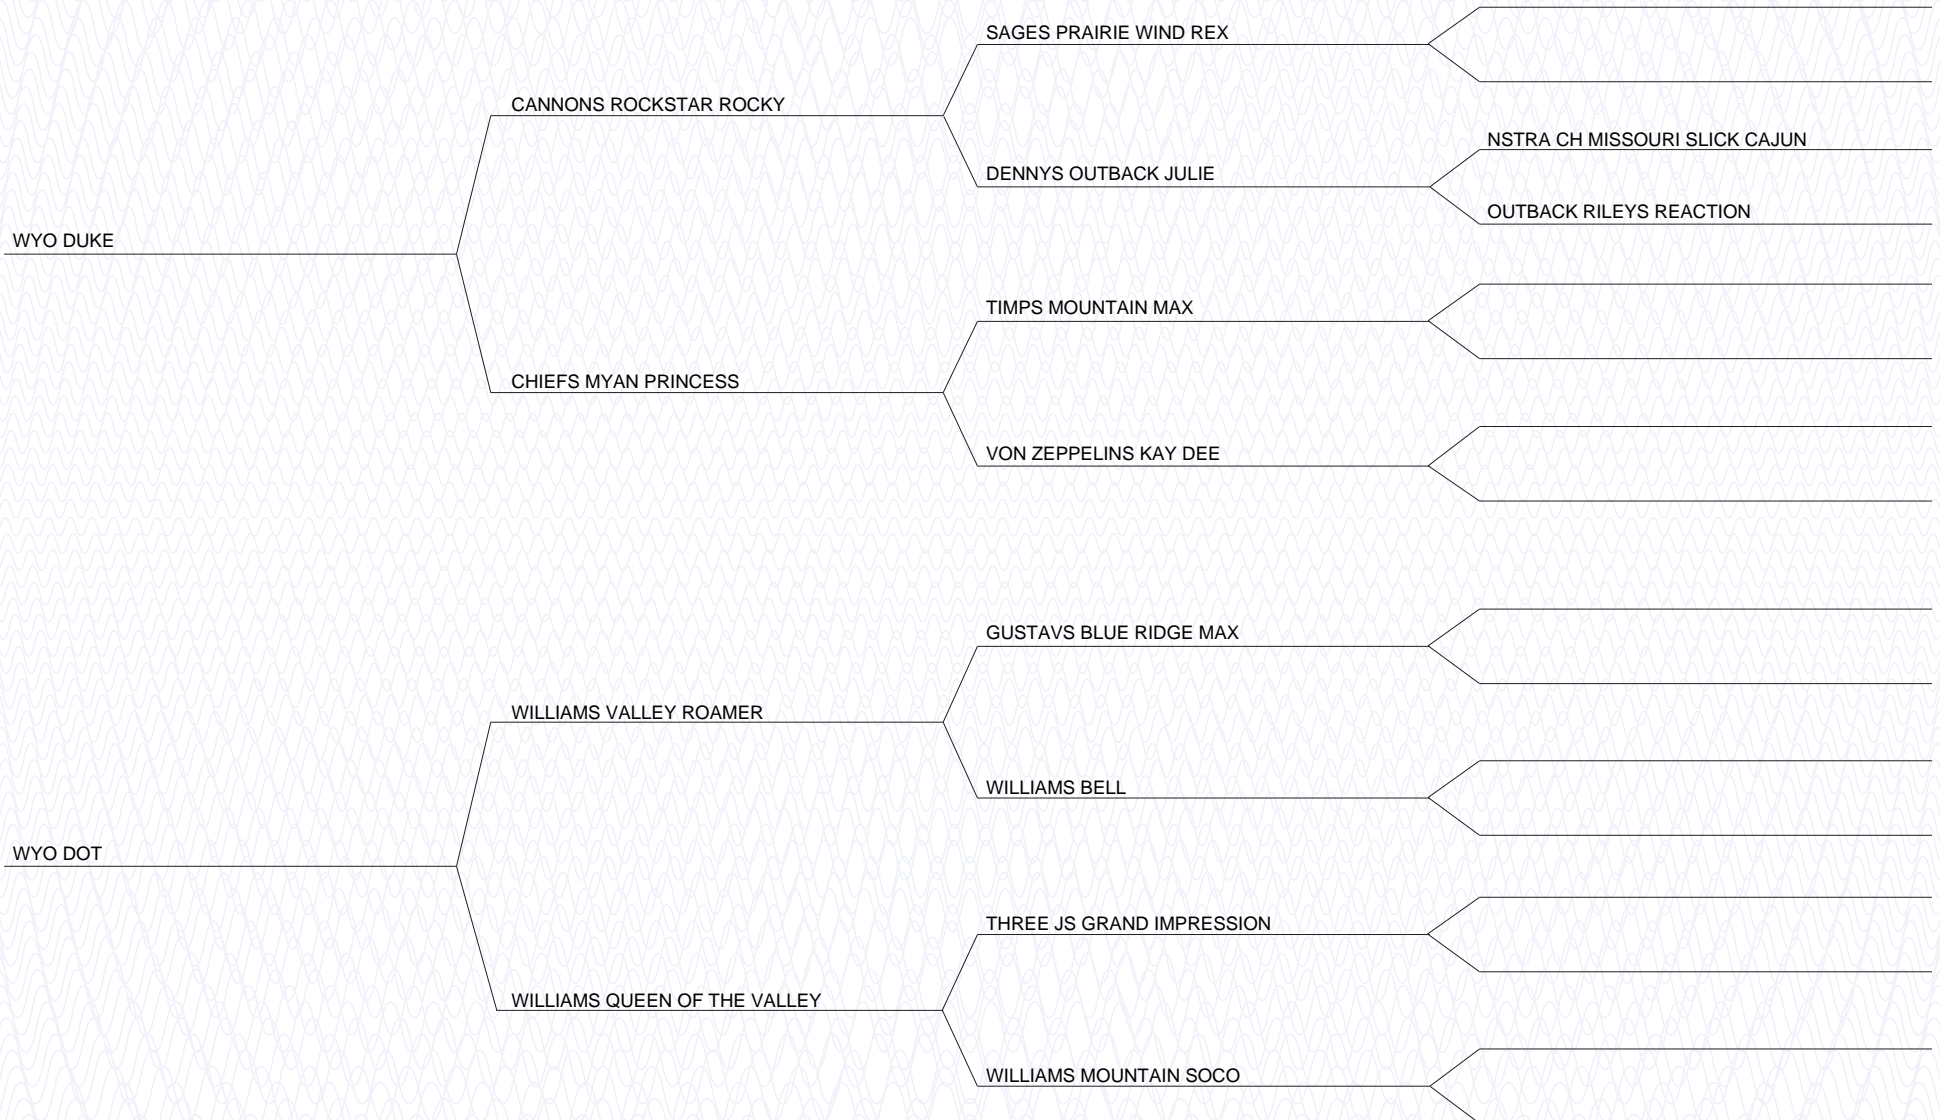 SAGES PRAIRIE WIND REX
CANNONS ROCKSTAR ROCKY
NSTRA CH MISSOURI SLICK CAJUN
DENNYS OUTBACK JULIE
OUTBACK RILEYS REACTION
WYO DUKE
TIMPS MOUNTAIN MAX
CHIEFS MYAN PRINCESS
VON ZEPPELINS KAY DEE
GUSTAVS BLUE RIDGE MAX
WILLIAMS VALLEY ROAMER
WILLIAMS BELL
WYO DOT
THREE JS GRAND IMPRESSION
WILLIAMS QUEEN OF THE VALLEY
WILLIAMS MOUNTAIN SOCO